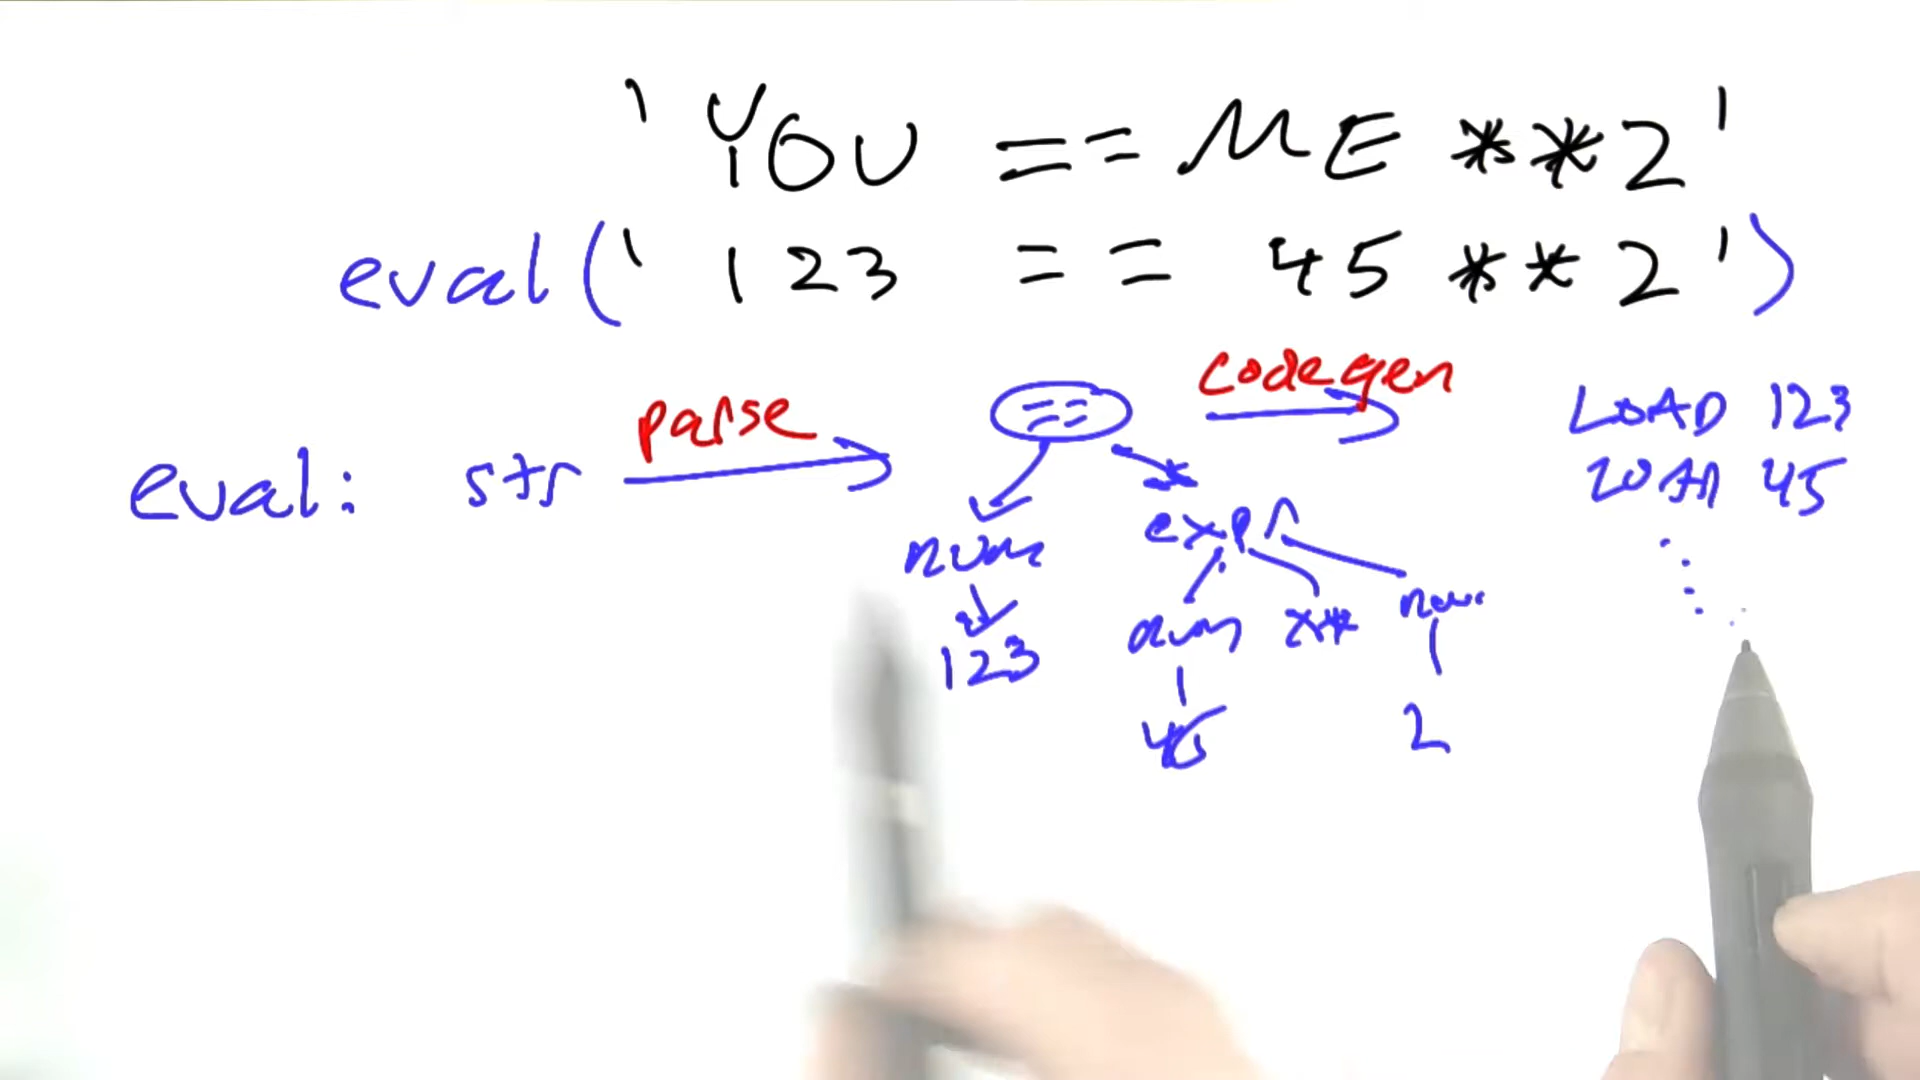 ' YOU == ME **2'
eval(' 123 == 45 **2')
codegen
parse
==
LOAD 123
eval: str
LOAD 45
num
expr
num
**
123
45
2